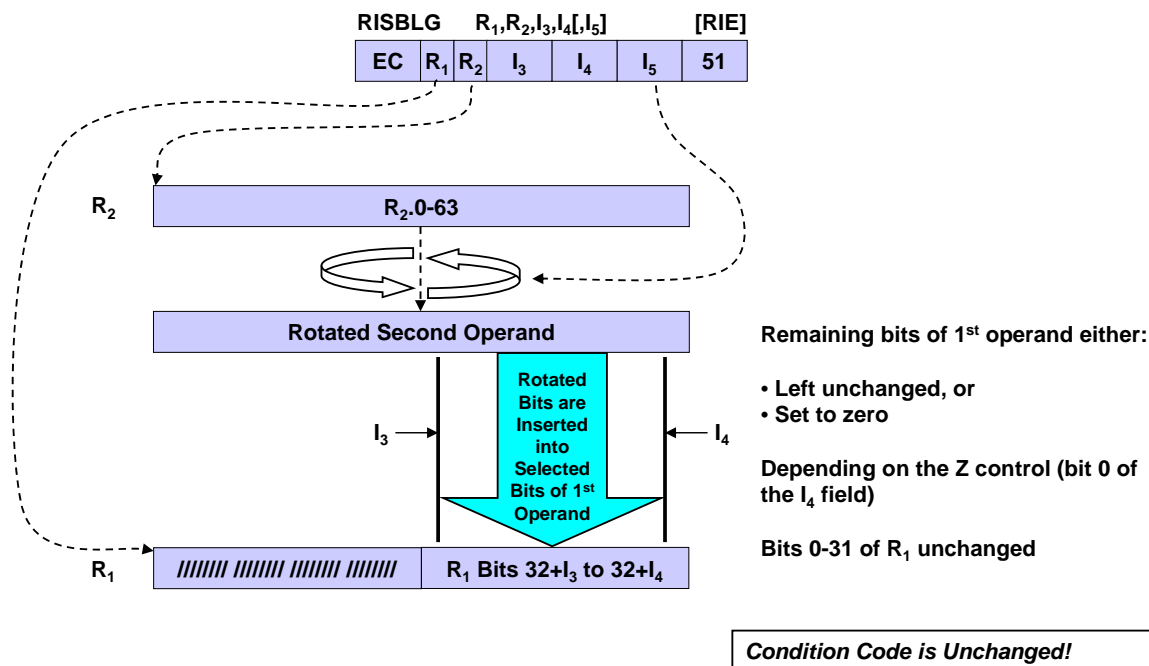 RISBLG R₁,R₂,I₃,I₄[,I₅] [RIE]
EC R₁ R₂ I₃ I₄ I₅ 51
R₂ R₂.0-63
Rotated Second Operand
Rotated
Bits are
Inserted
into
Selected
Bits of 1st
Operand
I₃ I₄
R₁ //////// //////// //////// //////// R₁ Bits 32+I₃ to 32+I₄
Remaining bits of 1st operand either:
• Left unchanged, or
• Set to zero
Depending on the Z control (bit 0 of
the I₄ field)
Bits 0-31 of R₁ unchanged
Condition Code is Unchanged!